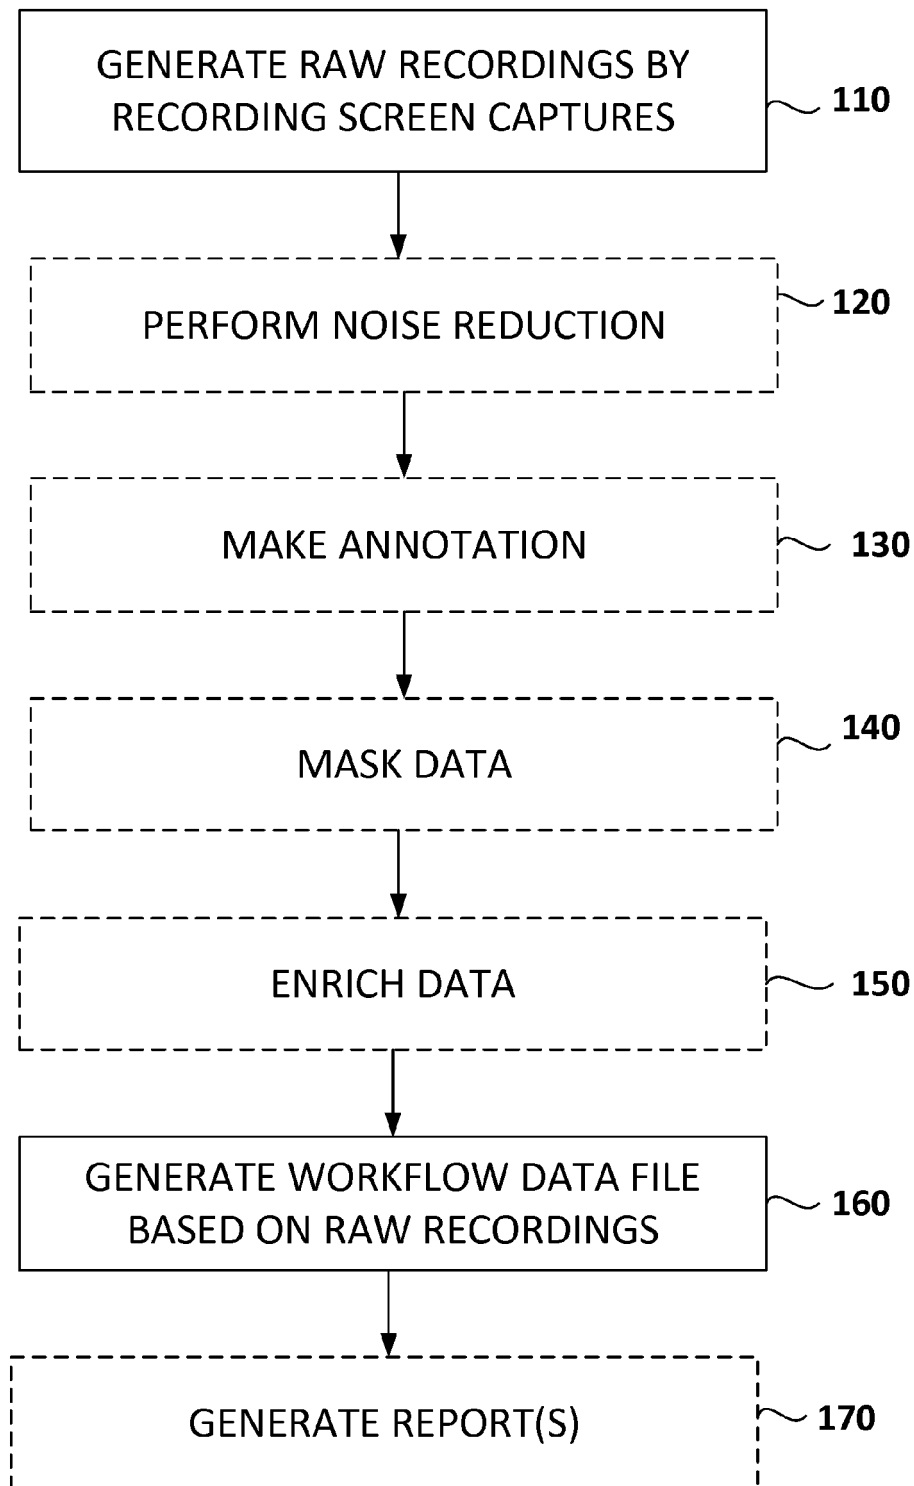 GENERATE RAW RECORDINGS BY
RECORDING SCREEN CAPTURES
110
PERFORM NOISE REDUCTION
120
MAKE ANNOTATION
130
MASK DATA
140
ENRICH DATA
150
GENERATE WORKFLOW DATA FILE
BASED ON RAW RECORDINGS
160
GENERATE REPORT(S)
170